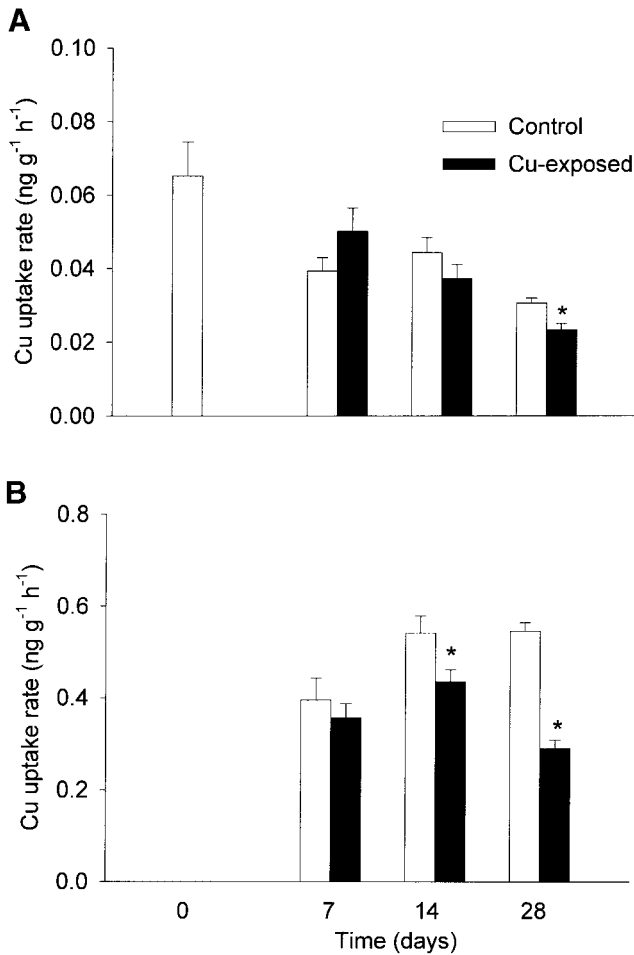 A
0.10
0.08
0.06
0.04
0.02
0.00
Cu uptake rate (ng g⁻¹ h⁻¹)
Control
Cu-exposed
*
B
0.8
0.6
0.4
0.2
0.0
Cu uptake rate (ng g⁻¹ h⁻¹)
*
*
0 7 14 28
Time (days)